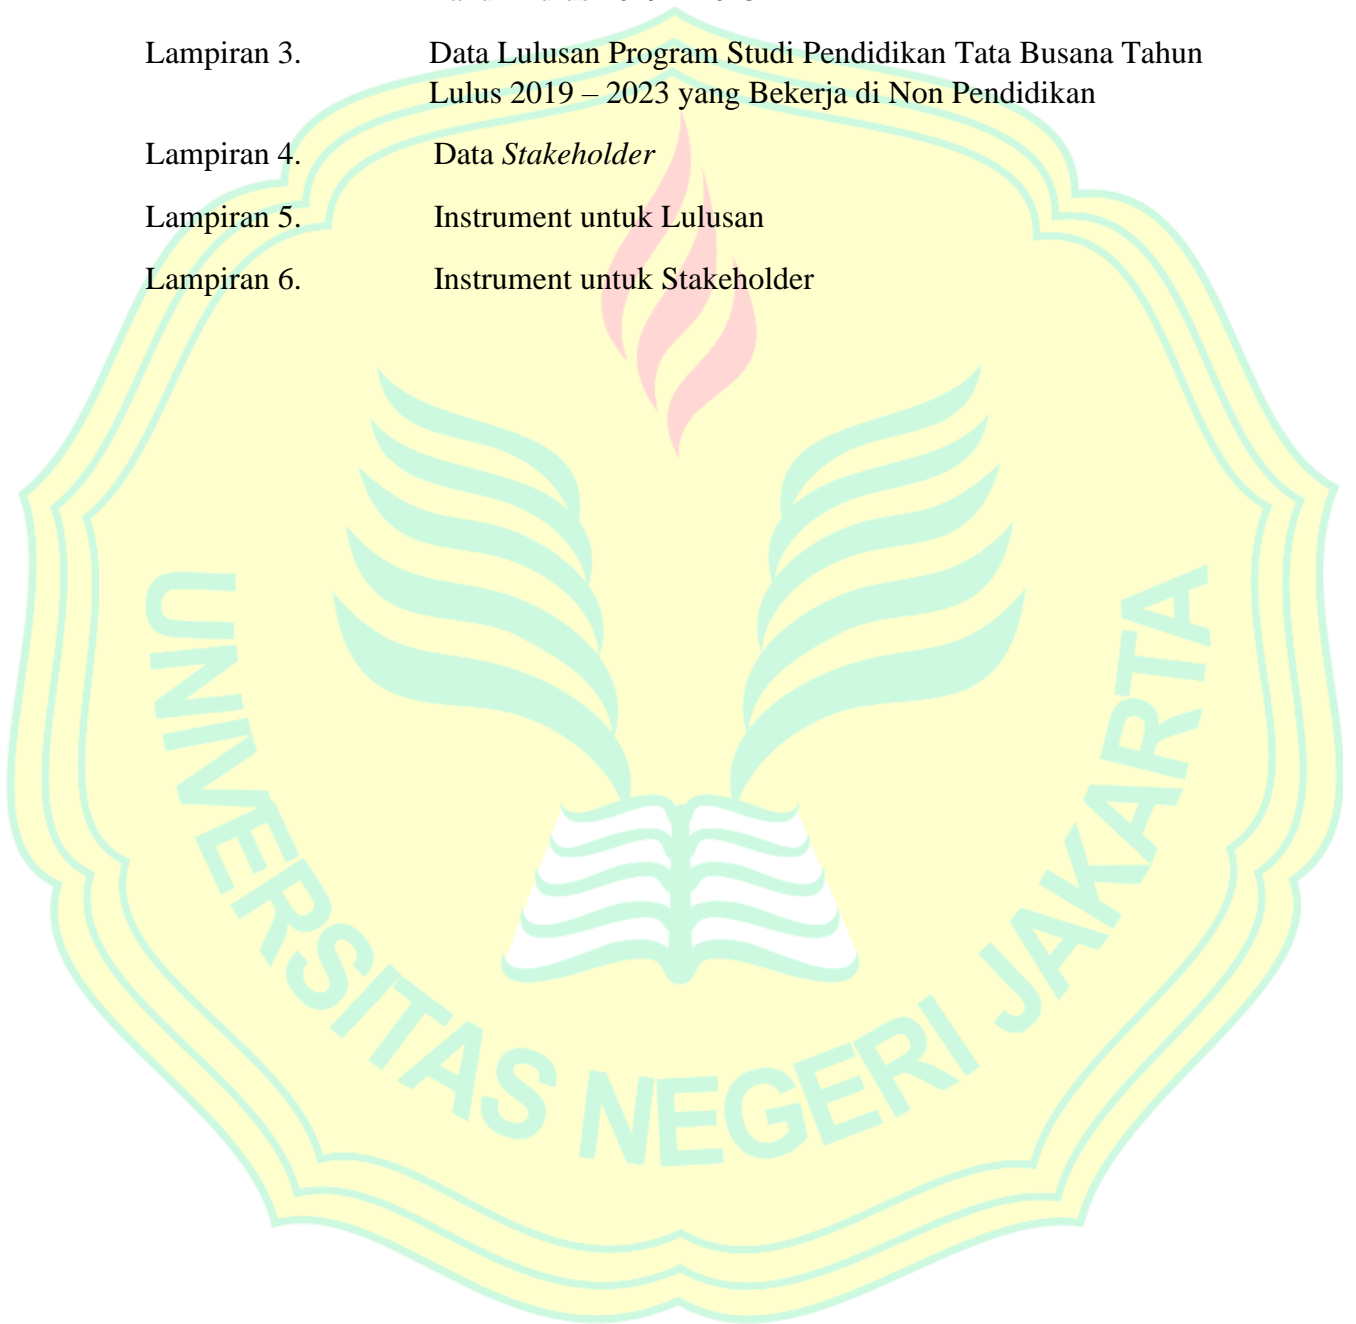 Lampiran 3. Data Lulusan Program Studi Pendidikan Tata Busana Tahun
Lulus 2019 – 2023 yang Bekerja di Non Pendidikan
Lampiran 4. Data Stakeholder
Lampiran 5. Instrument untuk Lulusan
Lampiran 6. Instrument untuk Stakeholder
UNIVERSITAS NEGERI JAKARTA